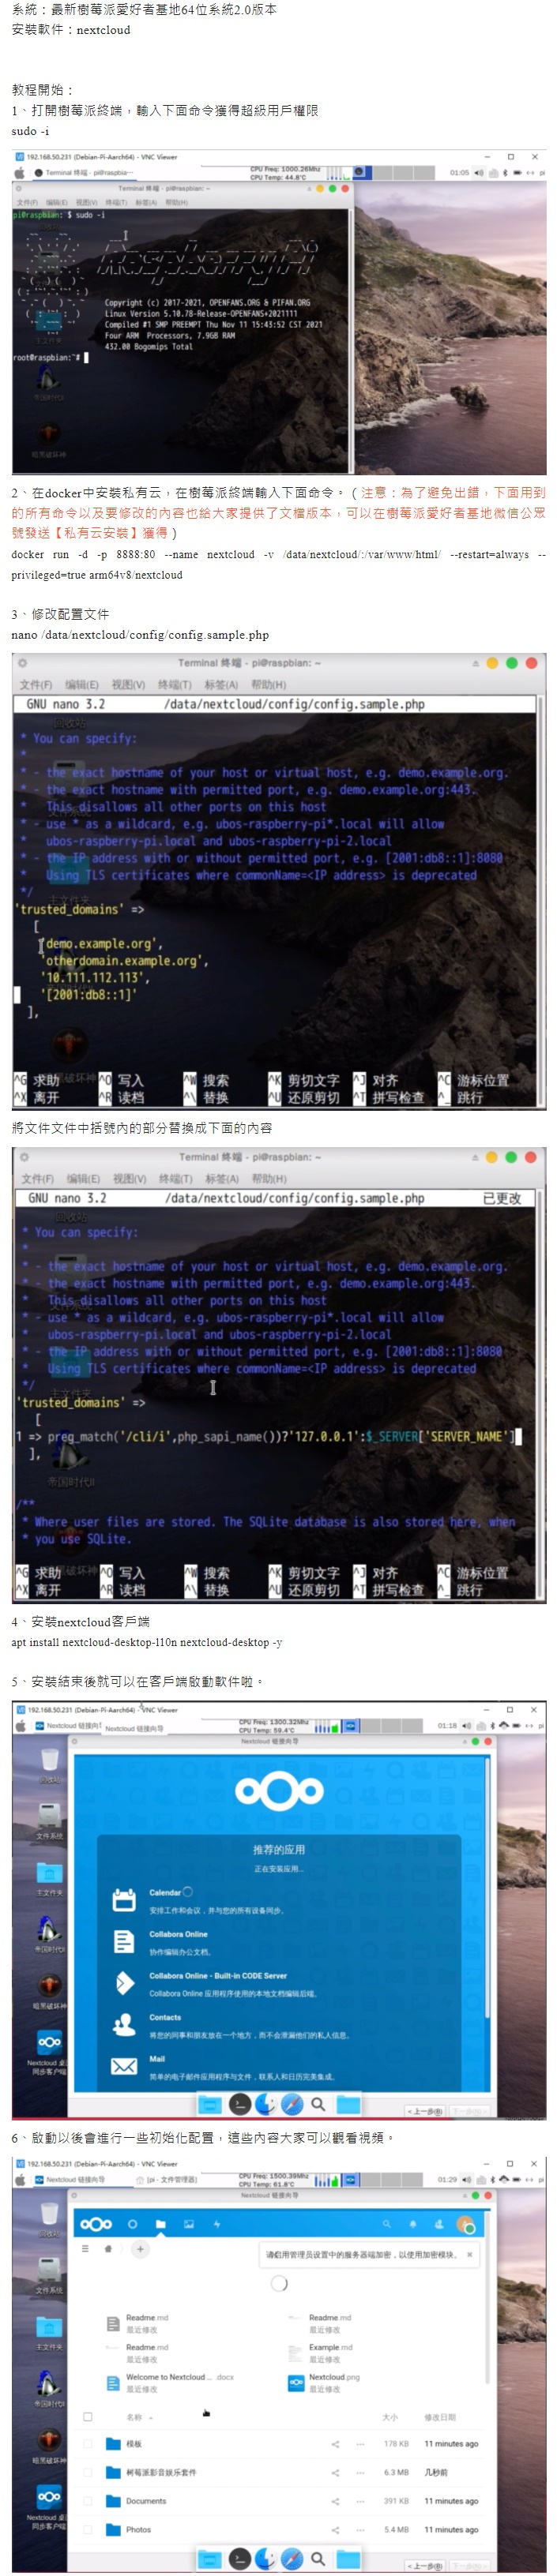 系統：最新樹莓派愛好者基地64位系統2.0版本
安裝軟件：nextcloud
教程開始：
1、打開樹莓派終端，輸入下面命令獲得超級用戶權限
sudo -i
192.168.50.231 (Debian-Pi-Aarch64) - VNC Viewer
Terminal 终端 - pi@raspbia…
CPU Freq: 1000.26Mhz
CPU Temp: 44.8°C
01:05
pi
Terminal 终端 - pi@raspbian: ~
文件(F) 编辑(E) 视图(V) 终端(T) 标签(A) 帮助(H)
pi@raspbian:~$ sudo -i
Copyright (c) 2017-2021, OPENFANS.ORG & PIFAN.ORG
Linux Version 5.10.78-Release-OPENFANS+20211111
Compiled #1 SMP PREEMPT Thu Nov 11 15:43:52 CST 2021
Four ARM Processors, 7.9GB RAM
432.00 Bogomips Total
主文件夹
root@raspbian:~#
帝国时代II
暗黑破坏神
2、在docker中安裝私有云，在樹莓派終端輸入下面命令。（注意：為了避免出錯，下面用到
的所有命令以及要修改的內容也給大家提供了文檔版本，可以在樹莓派愛好者基地微信公眾
號發送【私有云安裝】獲得）
docker run -d -p 8888:80 --name nextcloud -v /data/nextcloud/:/var/www/html/ --restart=always --
privileged=true arm64v8/nextcloud
3、修改配置文件
nano /data/nextcloud/config/config.sample.php
Terminal 终端 - pi@raspbian: ~
文件(F) 编辑(E) 视图(V) 终端(T) 标签(A) 帮助(H)
GNU nano 3.2 /data/nextcloud/config/config.sample.php
回收站
* You can specify:
*
* - the exact hostname of your host or virtual host, e.g. demo.example.org.
* - the exact hostname with permitted port, e.g. demo.example.org:443.
* This disallows all other ports on this host
* - use * as a wildcard, e.g. ubos-raspberry-pi*.local will allow
* ubos-raspberry-pi.local and ubos-raspberry-pi-2.local
* - the IP address with or without permitted port, e.g. [2001:db8::1]:8080
* Using TLS certificates where commonName=<IP address> is deprecated
*/
主文件夹
'trusted_domains' =>
[
'demo.example.org',
'otherdomain.example.org',
'10.111.112.113',
'[2001:db8::1]'
],
^G 求助 ^O 写入 ^W 搜索 ^K 剪切文字 ^J 对齐 ^C 游标位置
^X 离开 ^R 读档 ^\ 替换 ^U 还原剪切 ^T 拼写检查 ^_ 跳行
將文件文件中括號內的部分替換成下面的內容
Terminal 终端 - pi@raspbian: ~
文件(F) 编辑(E) 视图(V) 终端(T) 标签(A) 帮助(H)
GNU nano 3.2 /data/nextcloud/config/config.sample.php 已更改
回收站
* You can specify:
*
* - the exact hostname of your host or virtual host, e.g. demo.example.org.
* - the exact hostname with permitted port, e.g. demo.example.org:443.
* This disallows all other ports on this host
* - use * as a wildcard, e.g. ubos-raspberry-pi*.local will allow
* ubos-raspberry-pi.local and ubos-raspberry-pi-2.local
* - the IP address with or without permitted port, e.g. [2001:db8::1]:8080
* Using TLS certificates where commonName=<IP address> is deprecated
*/
主文件夹
'trusted_domains' =>
[
1 => preg_match('/cli/i',php_sapi_name())?'127.0.0.1':$_SERVER['SERVER_NAME']
],
帝国时代II
/**
* Where user files are stored. The SQLite database is also stored here, when
* you use SQLite.
^G 求助 ^O 写入 ^W 搜索 ^K 剪切文字 ^J 对齐 ^C 游标位置
^X 离开 ^R 读档 ^\ 替换 ^U 还原剪切 ^T 拼写检查 ^_ 跳行
4、安裝nextcloud客戶端
apt install nextcloud-desktop-l10n nextcloud-desktop -y
5、安裝結束後就可以在客戶端啟動軟件啦。
192.168.50.231 (Debian-Pi-Aarch64) - VNC Viewer
Nextcloud 链接向导
Nextcloud 链接向导
CPU Freq: 1300.32Mhz
CPU Temp: 59.4°C
01:18
pi
Nextcloud 链接向导
回收站
文件系统
主文件夹
帝国时代II
暗黑破坏神
Nextcloud 桌面
同步客户端
推荐的应用
正在安装应用...
Calendar
安排工作和会议，并与您的所有设备同步。
Collabora Online
协作编辑办公文档。
Collabora Online - Built-in CODE Server
Collabora Online 应用程序使用的本地文档编辑后端。
Contacts
将您的同事和朋友放在一个地方，而不会泄漏他们的私人信息。
Mail
简单的电子邮件应用程序与文件，联系人和日历完美集成。
< 上一步(B) 下一步(N) >
6、啟動以後會進行一些初始化配置，這些內容大家可以觀看視頻。
192.168.50.231 (Debian-Pi-Aarch64) - VNC Viewer
Nextcloud 链接向导
[pi - 文件管理器]
CPU Freq: 1500.39Mhz
CPU Temp: 61.8°C
01:29
pi
Nextcloud 链接向导
回收站
文件系统
主文件夹
帝国时代II
暗黑破坏神
Nextcloud 桌面
同步客户端
请启用管理员设置中的服务器端加密，以使用加密模块。
Readme.md
最近修改
Readme.md
最近修改
Readme.md
最近修改
Example.md
最近修改
Welcome to Nextcloud ... .docx
最近修改
Nextcloud.png
最近修改
名称 大小 修改日期
模板 178 KB 11 minutes ago
树莓派影音娱乐套件 6.3 MB 几秒前
Documents 391 KB 11 minutes ago
Photos 5.4 MB 11 minutes ago
< 上一步(B)